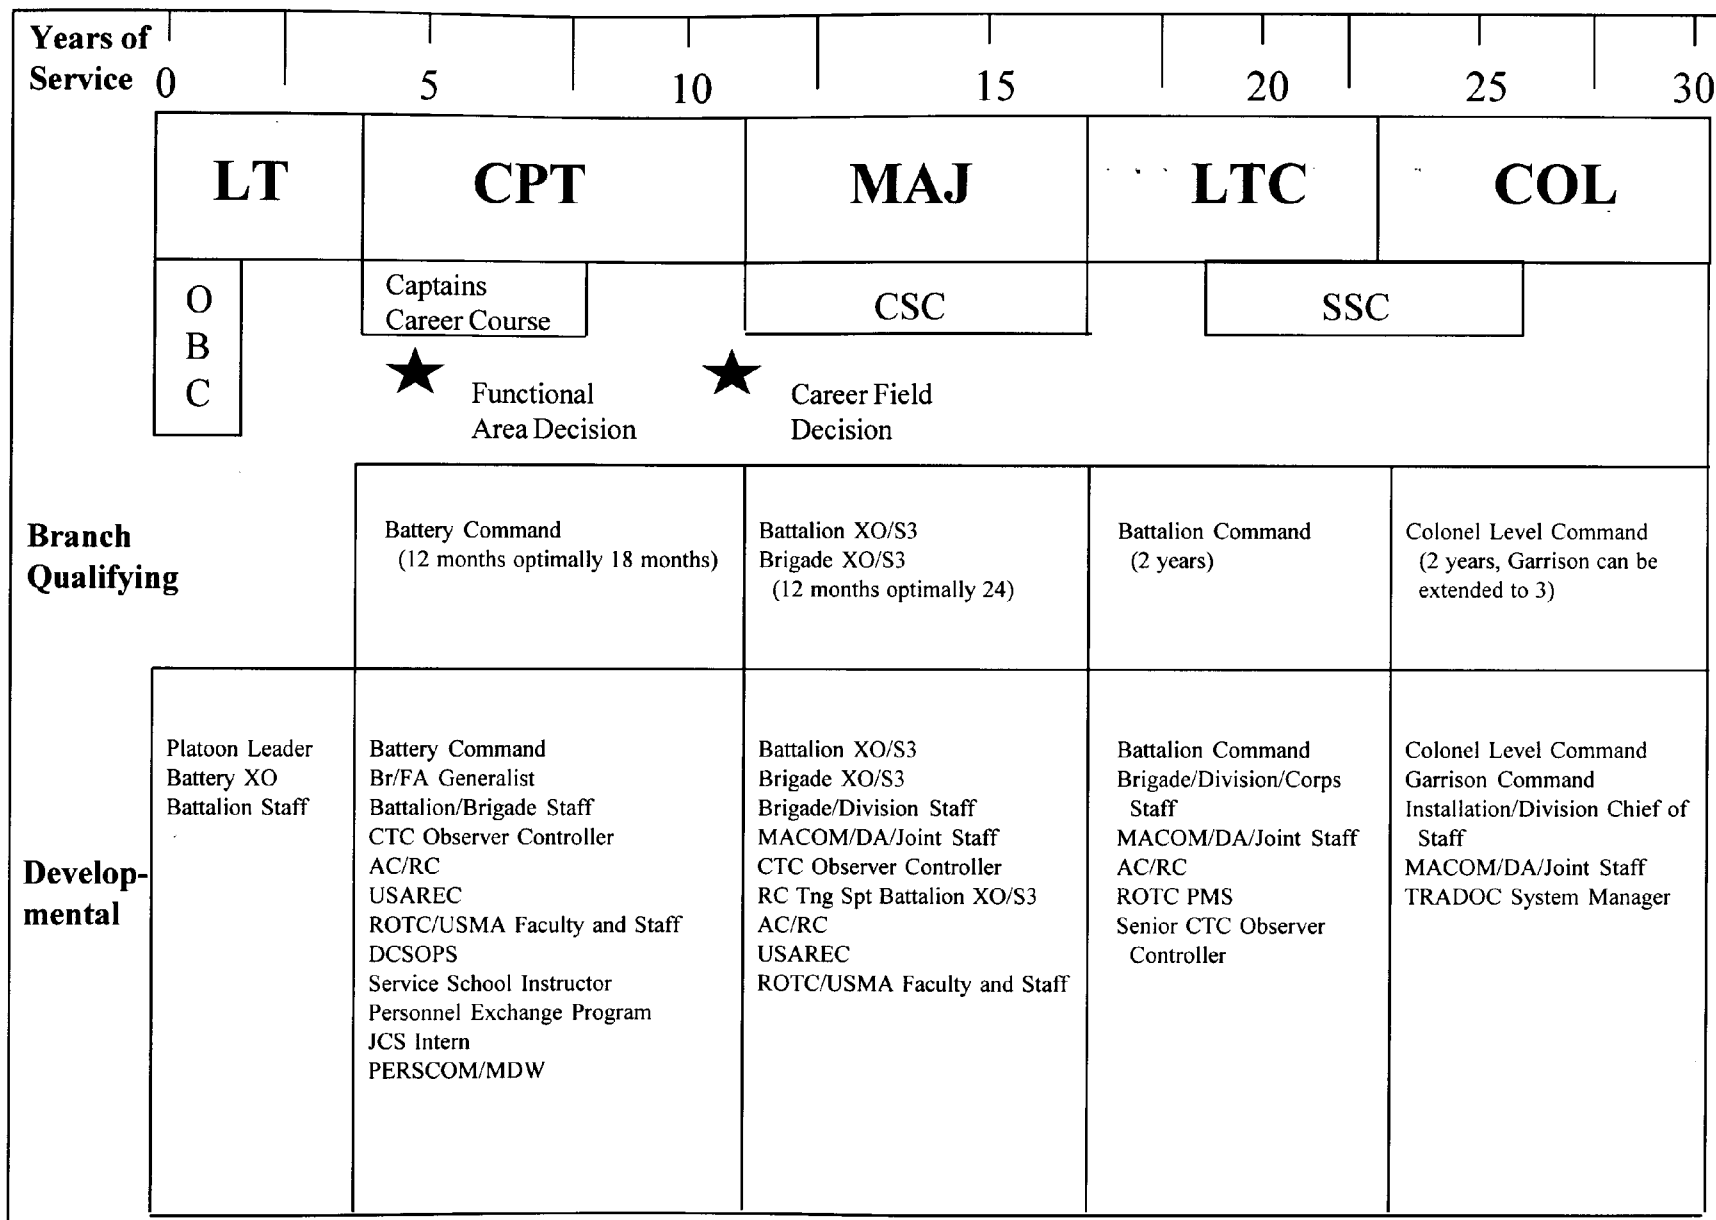 Years of
Service 0 5 10 15 20 25 30
LT CPT MAJ LTC COL
O
B
C
Captains
Career Course
CSC
SSC
Functional
Area Decision
Career Field
Decision
Branch
Qualifying
Battery Command
(12 months optimally 18 months)
Battalion XO/S3
Brigade XO/S3
(12 months optimally 24)
Battalion Command
(2 years)
Colonel Level Command
(2 years, Garrison can be
extended to 3)
Develop-
mental
Platoon Leader
Battery XO
Battalion Staff
Battery Command
Br/FA Generalist
Battalion/Brigade Staff
CTC Observer Controller
AC/RC
USAREC
ROTC/USMA Faculty and Staff
DCSOPS
Service School Instructor
Personnel Exchange Program
JCS Intern
PERSCOM/MDW
Battalion XO/S3
Brigade XO/S3
Brigade/Division Staff
MACOM/DA/Joint Staff
CTC Observer Controller
RC Tng Spt Battalion XO/S3
AC/RC
USAREC
ROTC/USMA Faculty and Staff
Battalion Command
Brigade/Division/Corps
Staff
MACOM/DA/Joint Staff
AC/RC
ROTC PMS
Senior CTC Observer
Controller
Colonel Level Command
Garrison Command
Installation/Division Chief of
Staff
MACOM/DA/Joint Staff
TRADOC System Manager